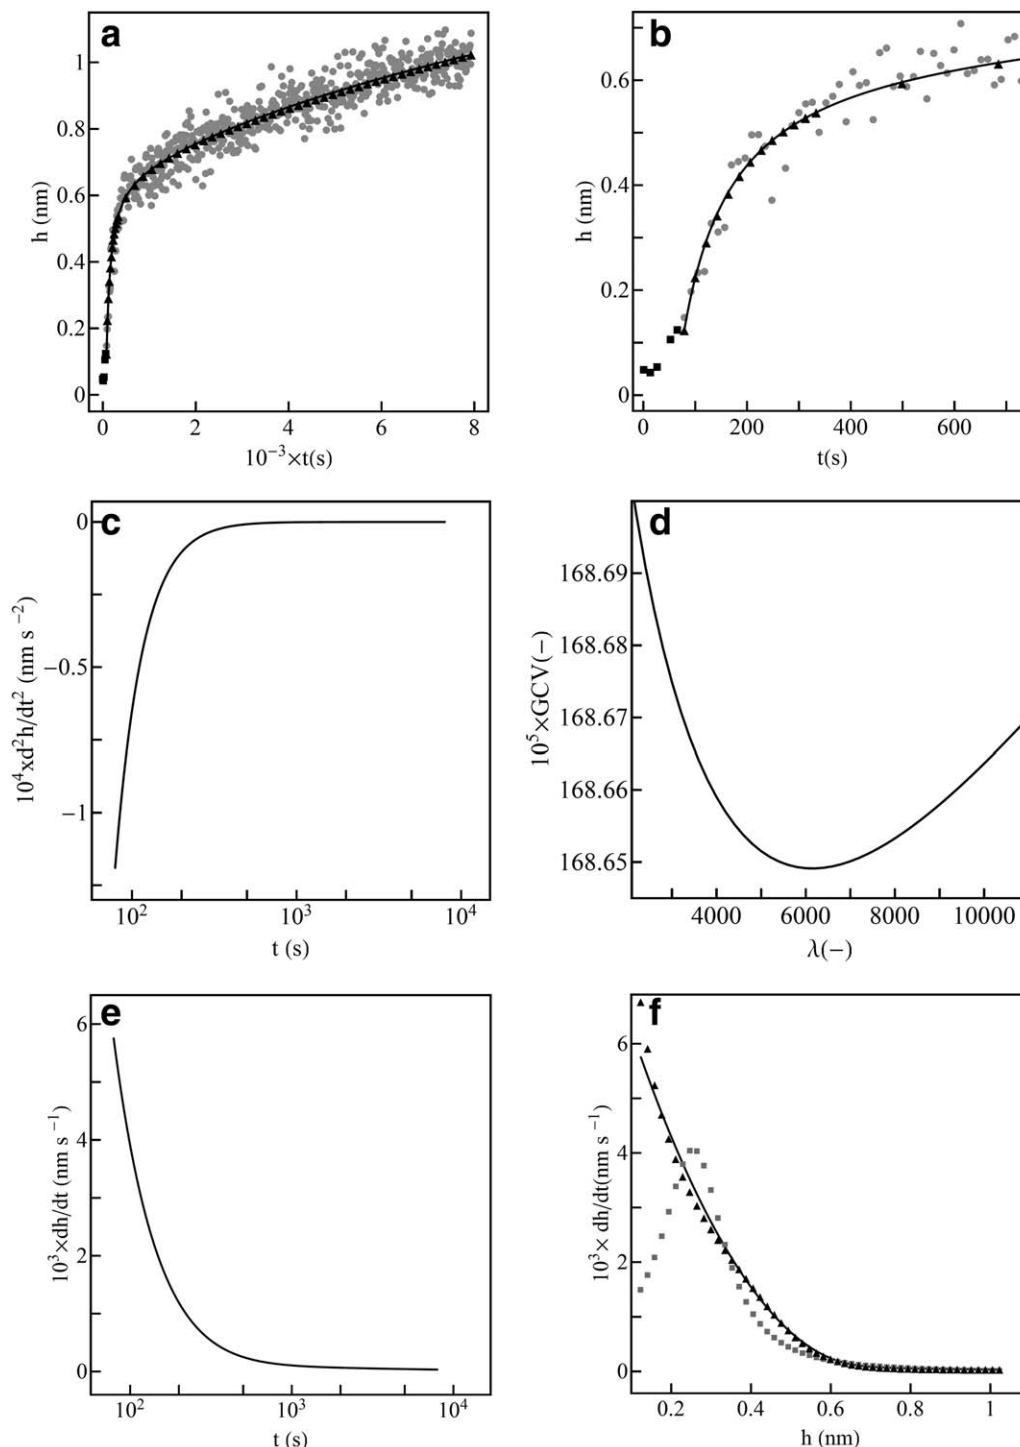 a
1
0.8
0.6
0.4
0.2
0
h (nm)
0 2 4 6 8
10⁻³×t(s)
b
0.6
0.4
0.2
0
h (nm)
0 200 400 600
t(s)
c
0
−0.5
−1
10⁴xd²h/dt² (nm s⁻²)
10² 10³ 10⁴
t (s)
d
168.69
168.68
168.67
168.66
168.65
10⁵×GCV(−)
4000 6000 8000 10000
λ(−)
e
6
4
2
0
10³×dh/dt (nm s⁻¹)
10² 10³ 10⁴
t (s)
f
6
4
2
0
10³× dh/dt(nm s⁻¹)
0.2 0.4 0.6 0.8 1
h (nm)